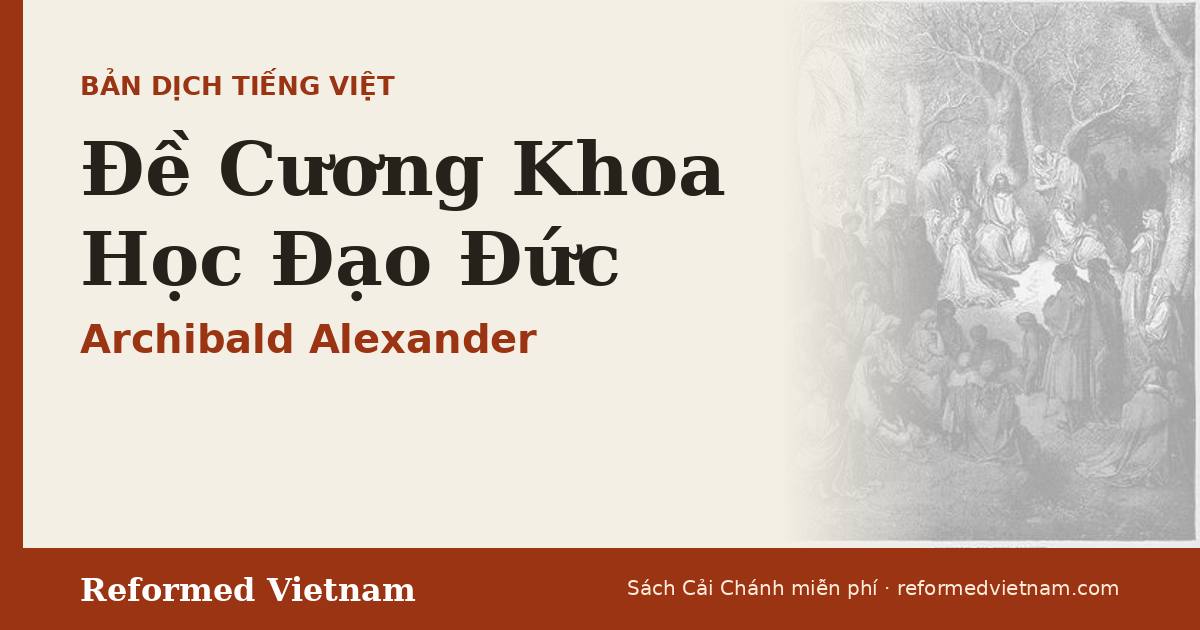 BẢN DỊCH TIẾNG VIỆT
Đề Cương Khoa
Học Đạo Đức
Archibald Alexander
Reformed Vietnam
Sách Cải Chánh miễn phí · reformedvietnam.com